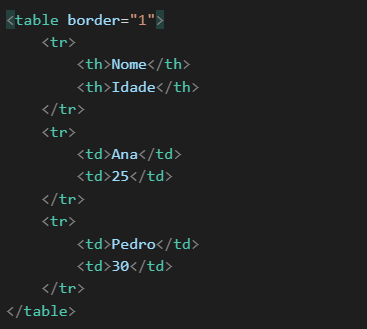 <table border="1">
    <tr>
        <th>Nome</th>
        <th>Idade</th>
    </tr>
    <tr>
        <td>Ana</td>
        <td>25</td>
    </tr>
    <tr>
        <td>Pedro</td>
        <td>30</td>
    </tr>
</table>